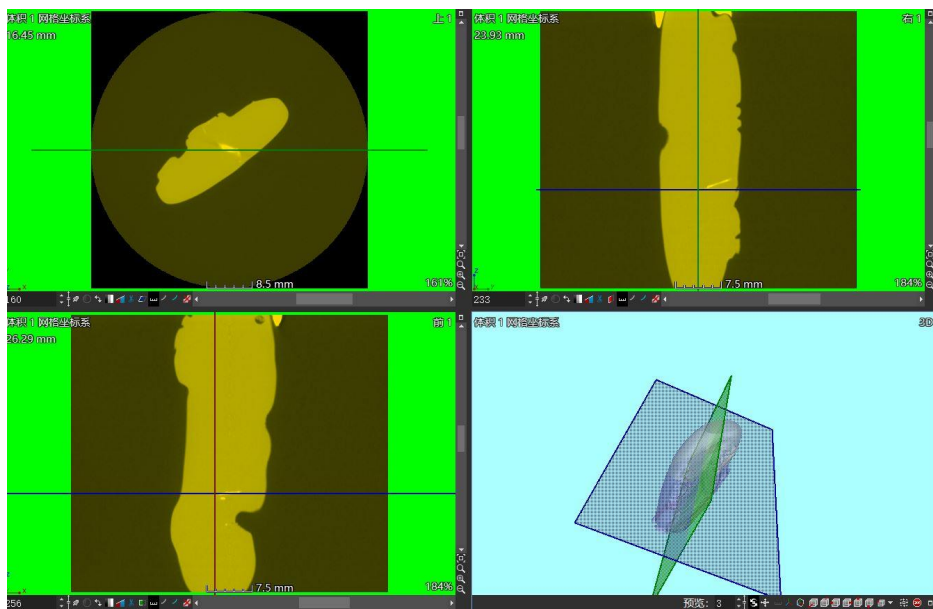 体积 1 网格坐标系
上 1
16.45 mm
8.5 mm
161%
160
体积 1 网格坐标系
右 1
23.93 mm
7.5 mm
184%
233
体积 1 网格坐标系
前 1
26.29 mm
7.5 mm
184%
256
体积 1 网格坐标系
3D
预览: 3